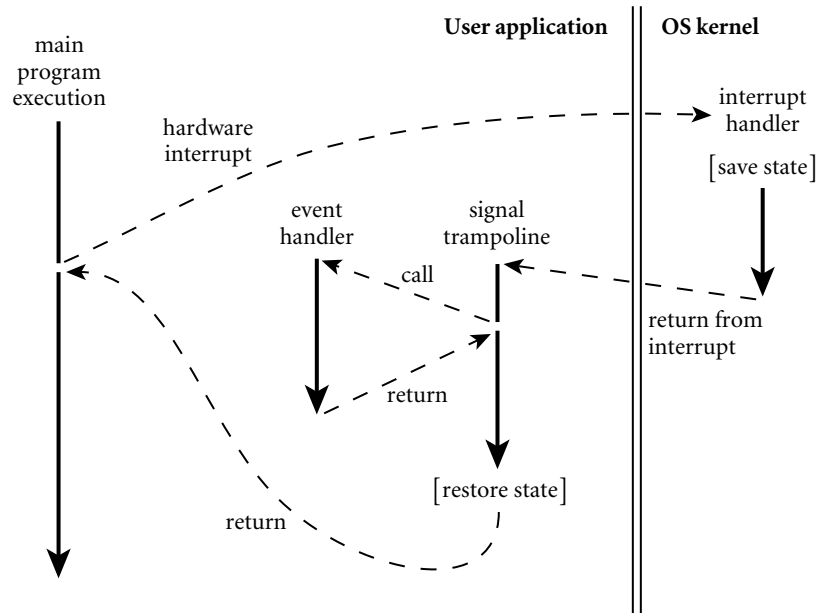 User application
OS kernel
main
program
execution
hardware
interrupt
interrupt
handler
[save state]
event
handler
signal
trampoline
call
return from
interrupt
return
[restore state]
return